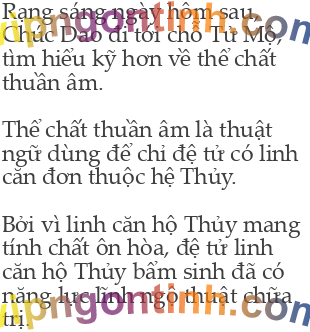 Rạng sáng ngày hôm sau,
Chúc Dao đi tới chỗ Tư Mộ,
tìm hiểu kỹ hơn về thể chất
thuần âm.
Thể chất thuần âm là thuật
ngữ dùng để chỉ đệ tử có linh
căn đơn thuộc hệ Thủy.
Bởi vì linh căn hộ Thủy mang
tính chất ôn hòa, đệ tử linh
căn hộ Thủy bẩm sinh đã có
năng lực lĩnh ngộ thuật chữa
trị.